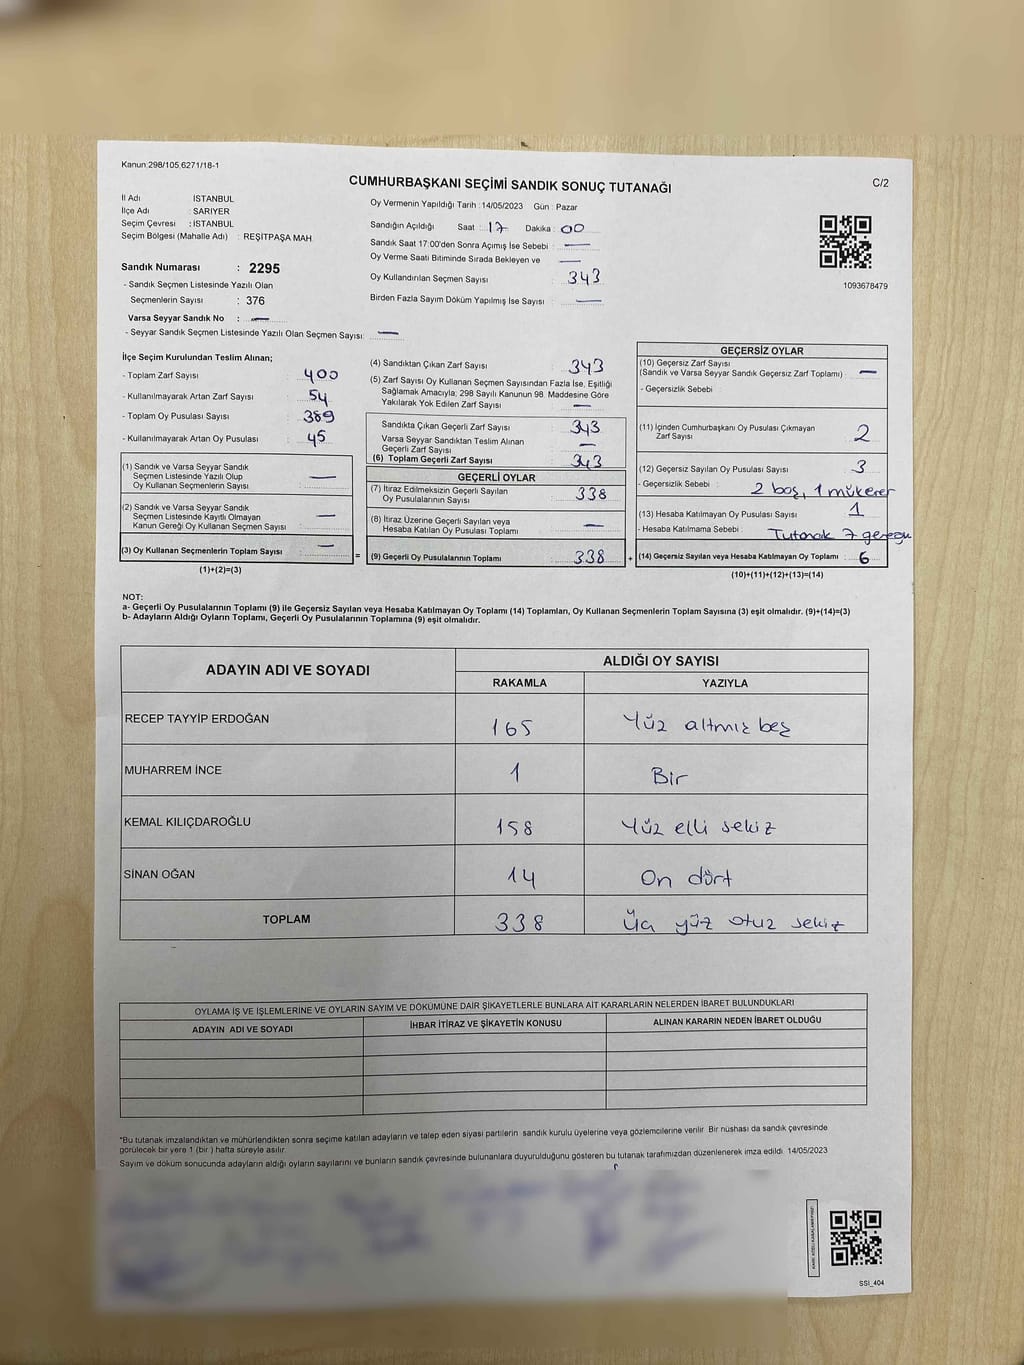 Kanun:298/105,6271/18-1
CUMHURBAŞKANI SEÇİMİ SANDIK SONUÇ TUTANAĞI
C/2
İl Adı İSTANBUL
İlçe Adı : SARIYER
Seçim Çevresi : İSTANBUL
Seçim Bölgesi (Mahalle Adı) : REŞİTPAŞA MAH.
Sandık Numarası : 2295
- Sandık Seçmen Listesinde Yazılı Olan
Seçmenlerin Sayısı : 376
Varsa Seyyar Sandık No : —
- Seyyar Sandık Seçmen Listesinde Yazılı Olan Seçmen Sayısı: —
Oy Vermenin Yapıldığı Tarih : 14/05/2023 Gün : Pazar
Sandığın Açıldığı Saat : 17 Dakika : 00
Sandık Saat 17:00'den Sonra Açımış İse Sebebi : —
Oy Verme Saati Bitiminde Sırada Bekleyen ve —
Oy Kullandırılan Seçmen Sayısı : 343
Birden Fazla Sayım Döküm Yapılmış İse Sayısı : —
1093678479
İlçe Seçim Kurulundan Teslim Alınan;
- Toplam Zarf Sayısı : 400
- Kullanılmayarak Artan Zarf Sayısı : 54
- Toplam Oy Pusulası Sayısı : 389
- Kullanılmayarak Artan Oy Pusulası : 45
(1) Sandık ve Varsa Seyyar Sandık
Seçmen Listesinde Yazılı Olup
Oy Kullanan Seçmenlerin Sayısı : —
(2) Sandık ve Varsa Seyyar Sandık
Seçmen Listesinde Kayıtlı Olmayan
Kanun Gereği Oy Kullanan Seçmen Sayısı : —
(3) Oy Kullanan Seçmenlerin Toplam Sayısı : —
(1)+(2)=(3)
(4) Sandıktan Çıkan Zarf Sayısı : 343
(5) Zarf Sayısı Oy Kullanan Seçmen Sayısından Fazla İse, Eşitliği
Sağlamak Amacıyla; 298 Sayılı Kanunun 98. Maddesine Göre
Yakılarak Yok Edilen Zarf Sayısı : —
Sandıkta Çıkan Geçerli Zarf Sayısı : 343
Varsa Seyyar Sandıktan Teslim Alınan
Geçerli Zarf Sayısı : —
(6) Toplam Geçerli Zarf Sayısı : 343
GEÇERLİ OYLAR
(7) İtiraz Edilmeksizin Geçerli Sayılan
Oy Pusulalarının Sayısı : 338
(8) İtiraz Üzerine Geçerli Sayılan veya
Hesaba Katılan Oy Pusulası Toplamı : —
= (9) Geçerli Oy Pusulalarının Toplamı : 338
GEÇERSİZ OYLAR
(10) Geçersiz Zarf Sayısı
(Sandık ve Varsa Seyyar Sandık Geçersiz Zarf Toplamı) : —
- Geçersizlik Sebebi :
(11) İçinden Cumhurbaşkanı Oy Pusulası Çıkmayan
Zarf Sayısı : 2
(12) Geçersiz Sayılan Oy Pusulası Sayısı : 3
- Geçersizlik Sebebi : 2 boş, 1 mükerer
(13) Hesaba Katılmayan Oy Pusulası Sayısı : 1
- Hesaba Katılmama Sebebi : Tutanak 7 gereğu
+ (14) Geçersiz Sayılan veya Hesaba Katılmayan Oy Toplamı : 6
(10)+(11)+(12)+(13)=(14)
NOT:
a- Geçerli Oy Pusulalarının Toplamı (9) ile Geçersiz Sayılan veya Hesaba Katılmayan Oy Toplamı (14) Toplamları, Oy Kullanan Seçmenlerin Toplam Sayısına (3) eşit olmalıdır. (9)+(14)=(3)
b- Adayların Aldığı Oyların Toplamı, Geçerli Oy Pusulalarının Toplamına (9) eşit olmalıdır.
ADAYIN ADI VE SOYADI ALDIĞI OY SAYISI
RAKAMLA YAZIYLA
RECEP TAYYİP ERDOĞAN 165 Yüz altmış beş
MUHARREM İNCE 1 Bir
KEMAL KILIÇDAROĞLU 158 Yüz elli sekiz
SİNAN OĞAN 14 On dört
TOPLAM 338 Üç yüz otuz sekiz
OYLAMA İŞ VE İŞLEMLERİNE VE OYLARIN SAYIM VE DÖKÜMÜNE DAİR ŞİKAYETLERLE BUNLARA AİT KARARLARIN NELERDEN İBARET BULUNDUKLARI
ADAYIN ADI VE SOYADI İHBAR İTİRAZ VE ŞİKAYETİN KONUSU ALINAN KARARIN NEDEN İBARET OLDUĞU
*Bu tutanak imzalandıktan ve mühürlendikten sonra seçime katılan adayların ve talep eden siyasi partilerin sandık kurulu üyelerine veya gözlemcilerine verilir. Bir nüshası da sandık çevresinde
görülecek bir yere 1 (bir ) hafta süreyle asılır.
Sayım ve döküm sonucunda adayların aldığı oyların sayılarını ve bunların sandık çevresinde bulunanlara duyurulduğunu gösteren bu tutanak tarafımızdan düzenlenerek imza edildi. 14/05/2023
SSI_404